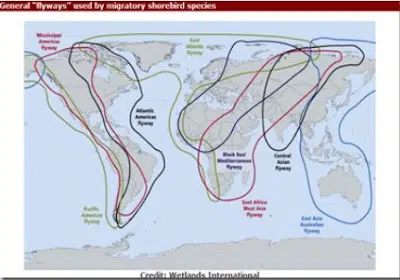 General "flyways" used by migratory shorebird species
Mississippi
Americas
flyway
East
Atlantic
flyway
Atlantic
Americas
flyway
Black Sea/
Mediterranean
flyway
Central
Asian
flyway
Pacific
Americas
flyway
East Africa
West Asia
flyway
East Asia
Australian
flyway
Credit: Wetlands International